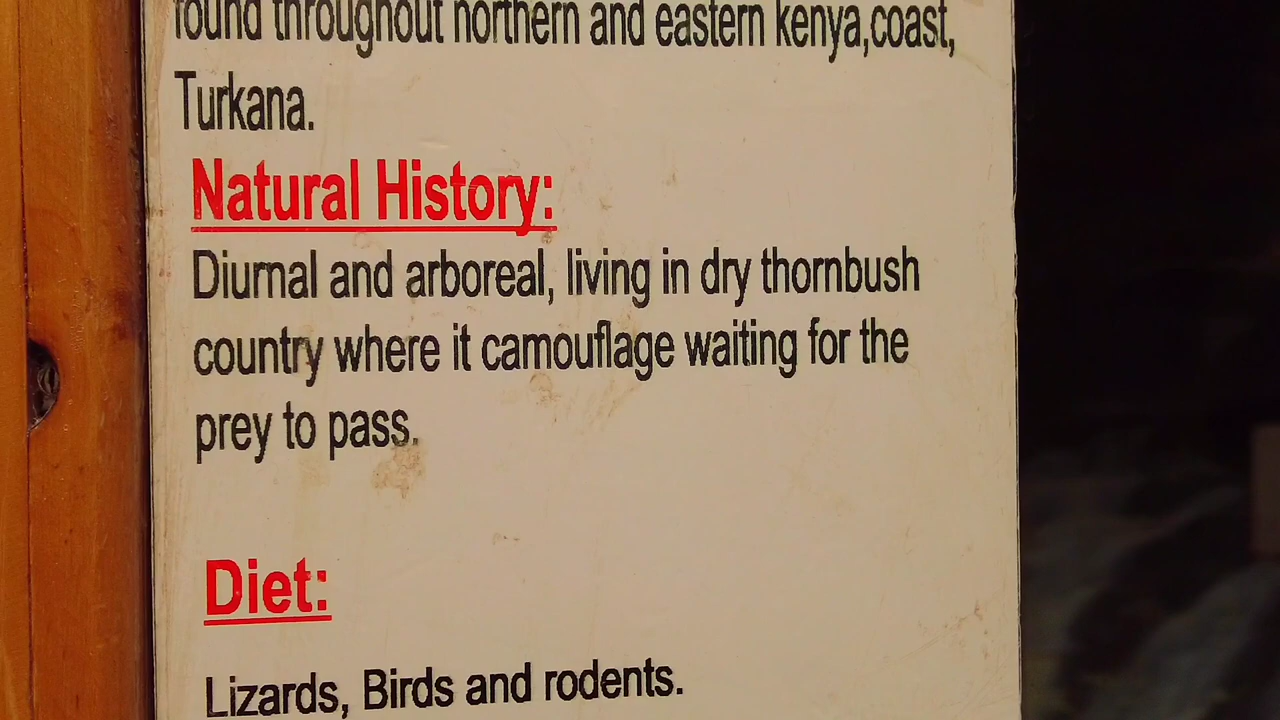 found throughout northern and eastern kenya,coast,
Turkana.
Natural History:
Diurnal and arboreal, living in dry thornbush
country where it camouflage waiting for the
prey to pass.
Diet:
Lizards, Birds and rodents.